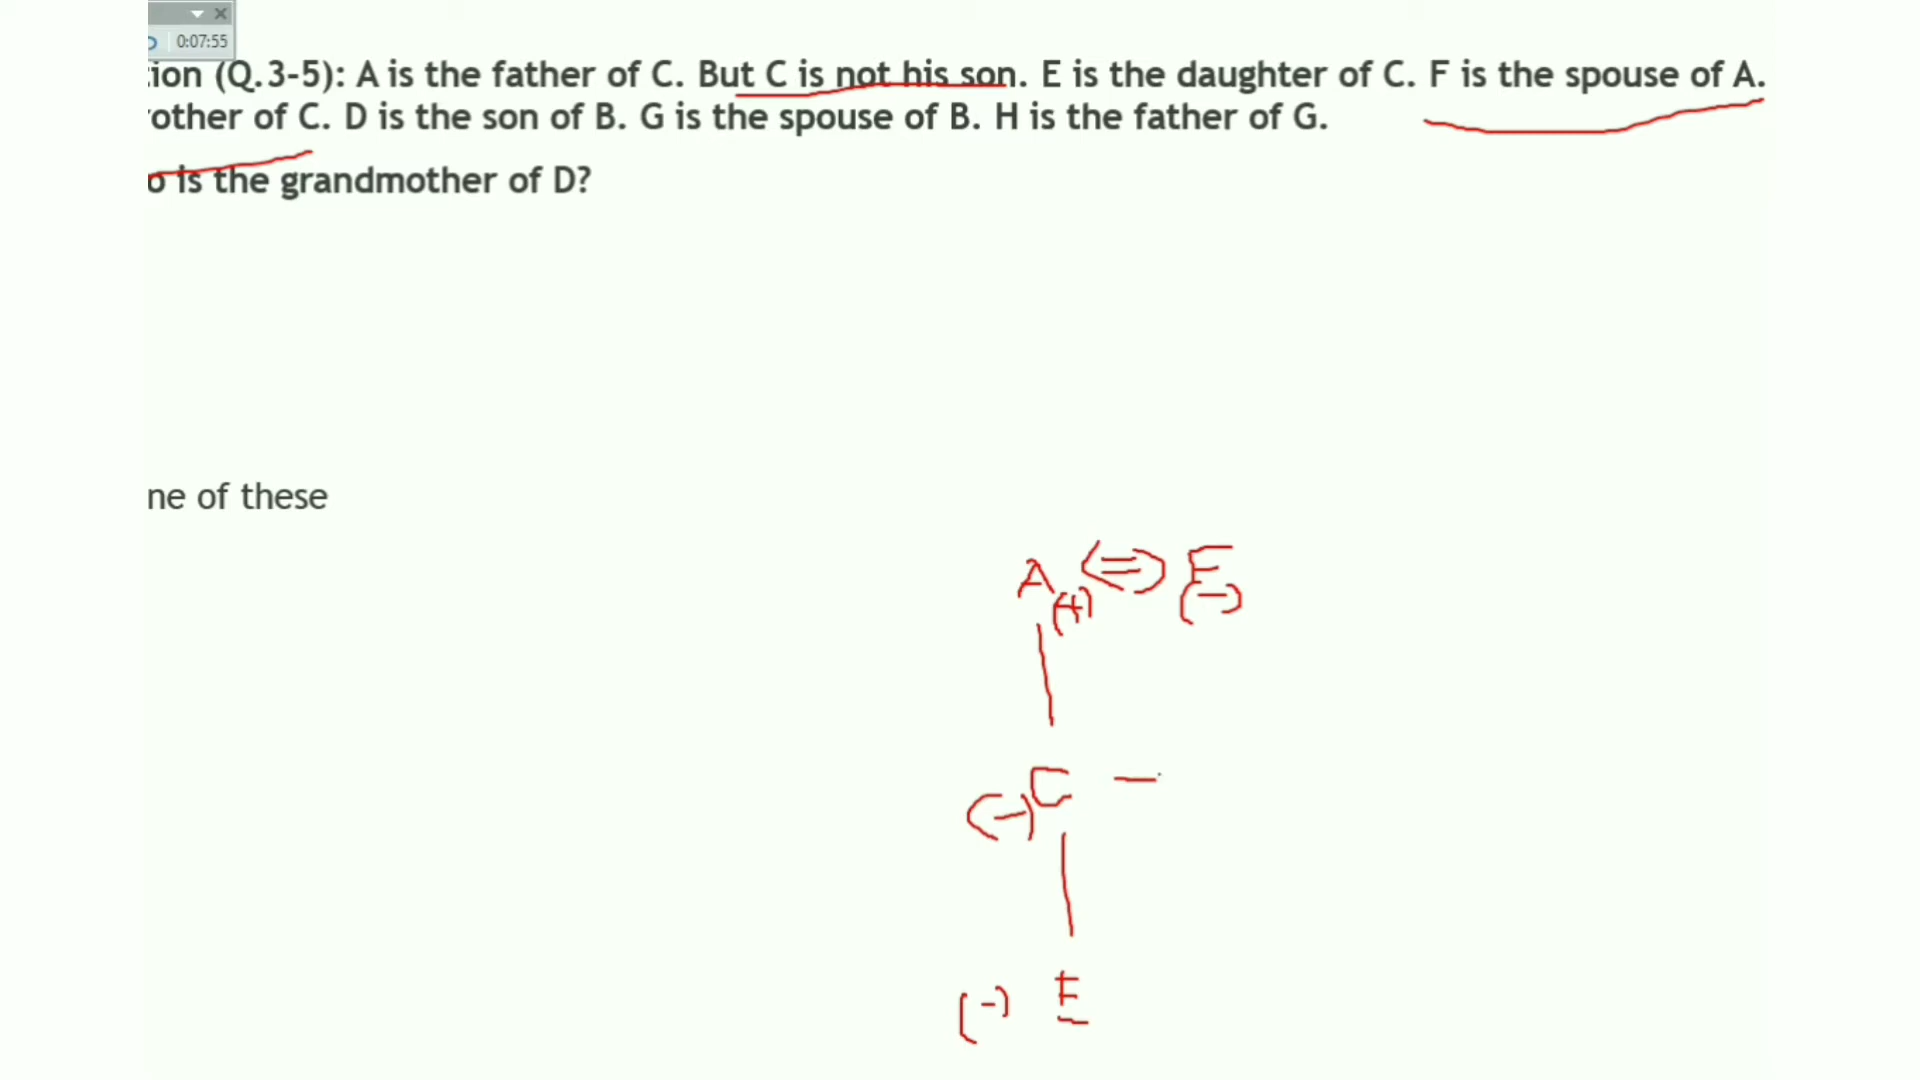 0:07:55
ion (Q.3-5): A is the father of C. But C is not his son. E is the daughter of C. F is the spouse of A.
other of C. D is the son of B. G is the spouse of B. H is the father of G.
o is the grandmother of D?
ne of these
A ⇔ F
(+) (-)
C —
(-)
(-) E